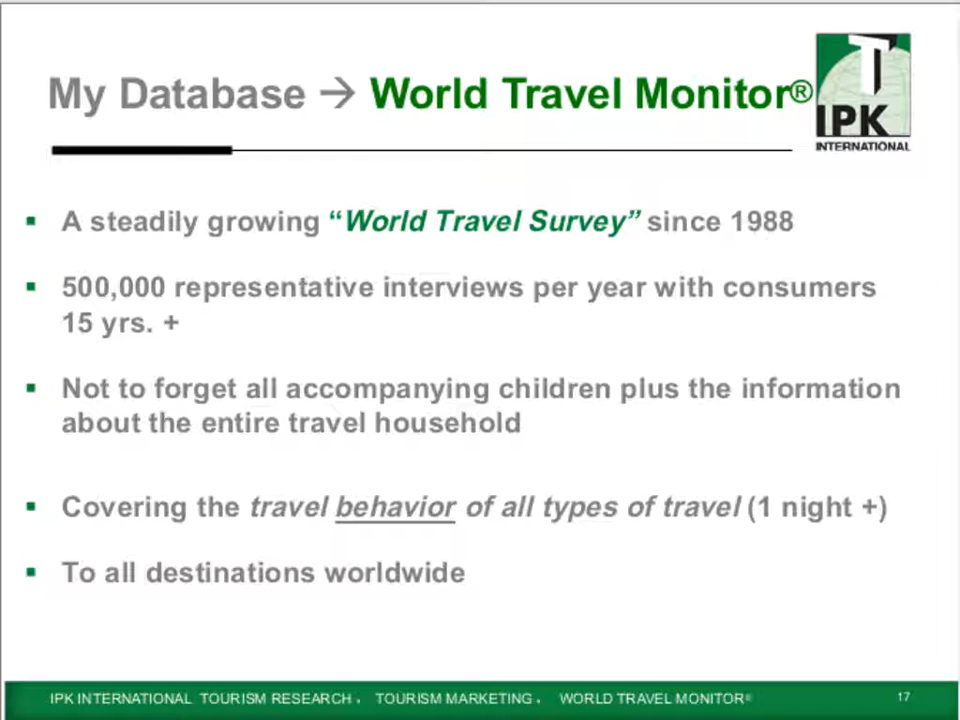 My Database → World Travel Monitor®
T
IPK
INTERNATIONAL
▪ A steadily growing “World Travel Survey” since 1988
▪ 500,000 representative interviews per year with consumers
15 yrs. +
▪ Not to forget all accompanying children plus the information
about the entire travel household
▪ Covering the travel behavior of all types of travel (1 night +)
▪ To all destinations worldwide
IPK INTERNATIONAL TOURISM RESEARCH , TOURISM MARKETING , WORLD TRAVEL MONITOR® 17